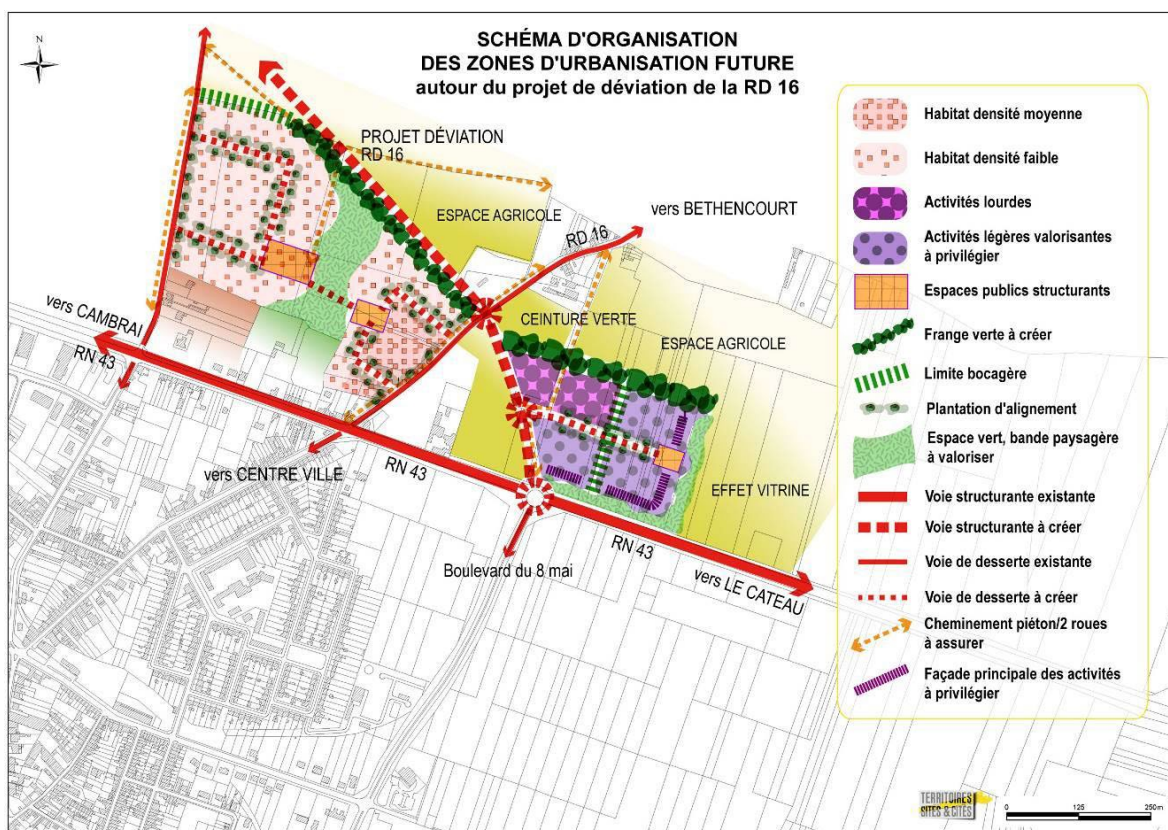 SCHÉMA D'ORGANISATION
DES ZONES D'URBANISATION FUTURE
autour du projet de déviation de la RD 16
N
PROJET DÉVIATION
RD 16
ESPACE AGRICOLE
RD 16
vers BETHENCOURT
CEINTURE VERTE
ESPACE AGRICOLE
vers CAMBRAI
RN 43
vers CENTRE VILLE
RN 43
EFFET VITRINE
RN 43
Boulevard du 8 mai
vers LE CATEAU
Habitat densité moyenne
Habitat densité faible
Activités lourdes
Activités légères valorisantes
à privilégier
Espaces publics structurants
Frange verte à créer
Limite bocagère
Plantation d'alignement
Espace vert, bande paysagère
à valoriser
Voie structurante existante
Voie structurante à créer
Voie de desserte existante
Voie de desserte à créer
Cheminement piéton/2 roues
à assurer
Façade principale des activités
à privilégier
TERRITOIRES
SITES & CITÉS
0 125 250m